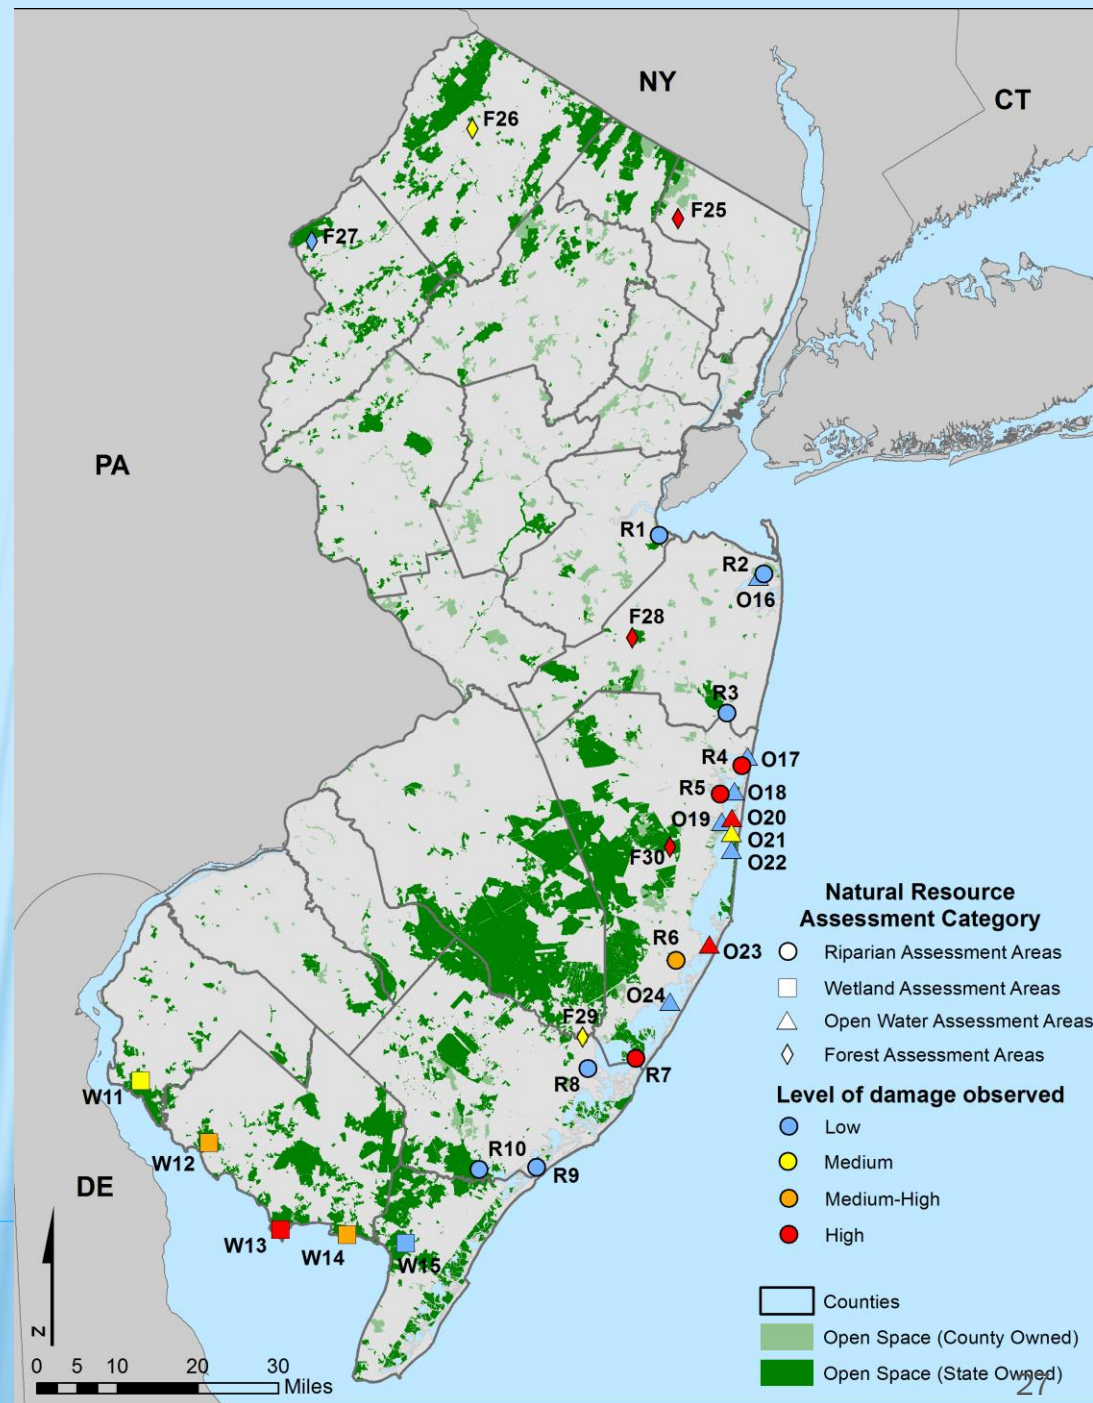 NY
CT
F26
F25
F27
PA
R1
R2
O16
F28
R3
R4
O17
R5
O18
O19
O20
O21
F30
O22
Natural Resource
Assessment Category
R6
O23
Riparian Assessment Areas
Wetland Assessment Areas
O24
Open Water Assessment Areas
F29
Forest Assessment Areas
R7
R8
W11
Level of damage observed
Low
R10
Medium
W12
R9
DE
Medium-High
W13
W14
W15
High
Counties
N
Open Space (County Owned)
0 5 10 20 30
Miles
Open Space (State Owned)
27